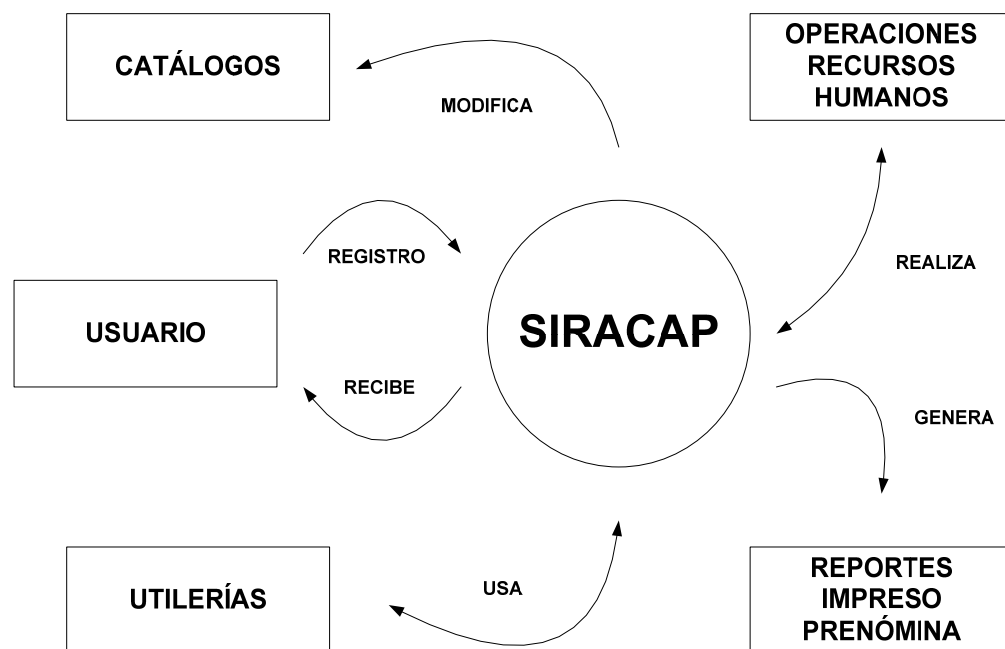 CATÁLOGOS
OPERACIONES
RECURSOS
HUMANOS
MODIFICA
REGISTRO
REALIZA
USUARIO
SIRACAP
RECIBE
GENERA
UTILERÍAS
USA
REPORTES
IMPRESO
PRENÓMINA